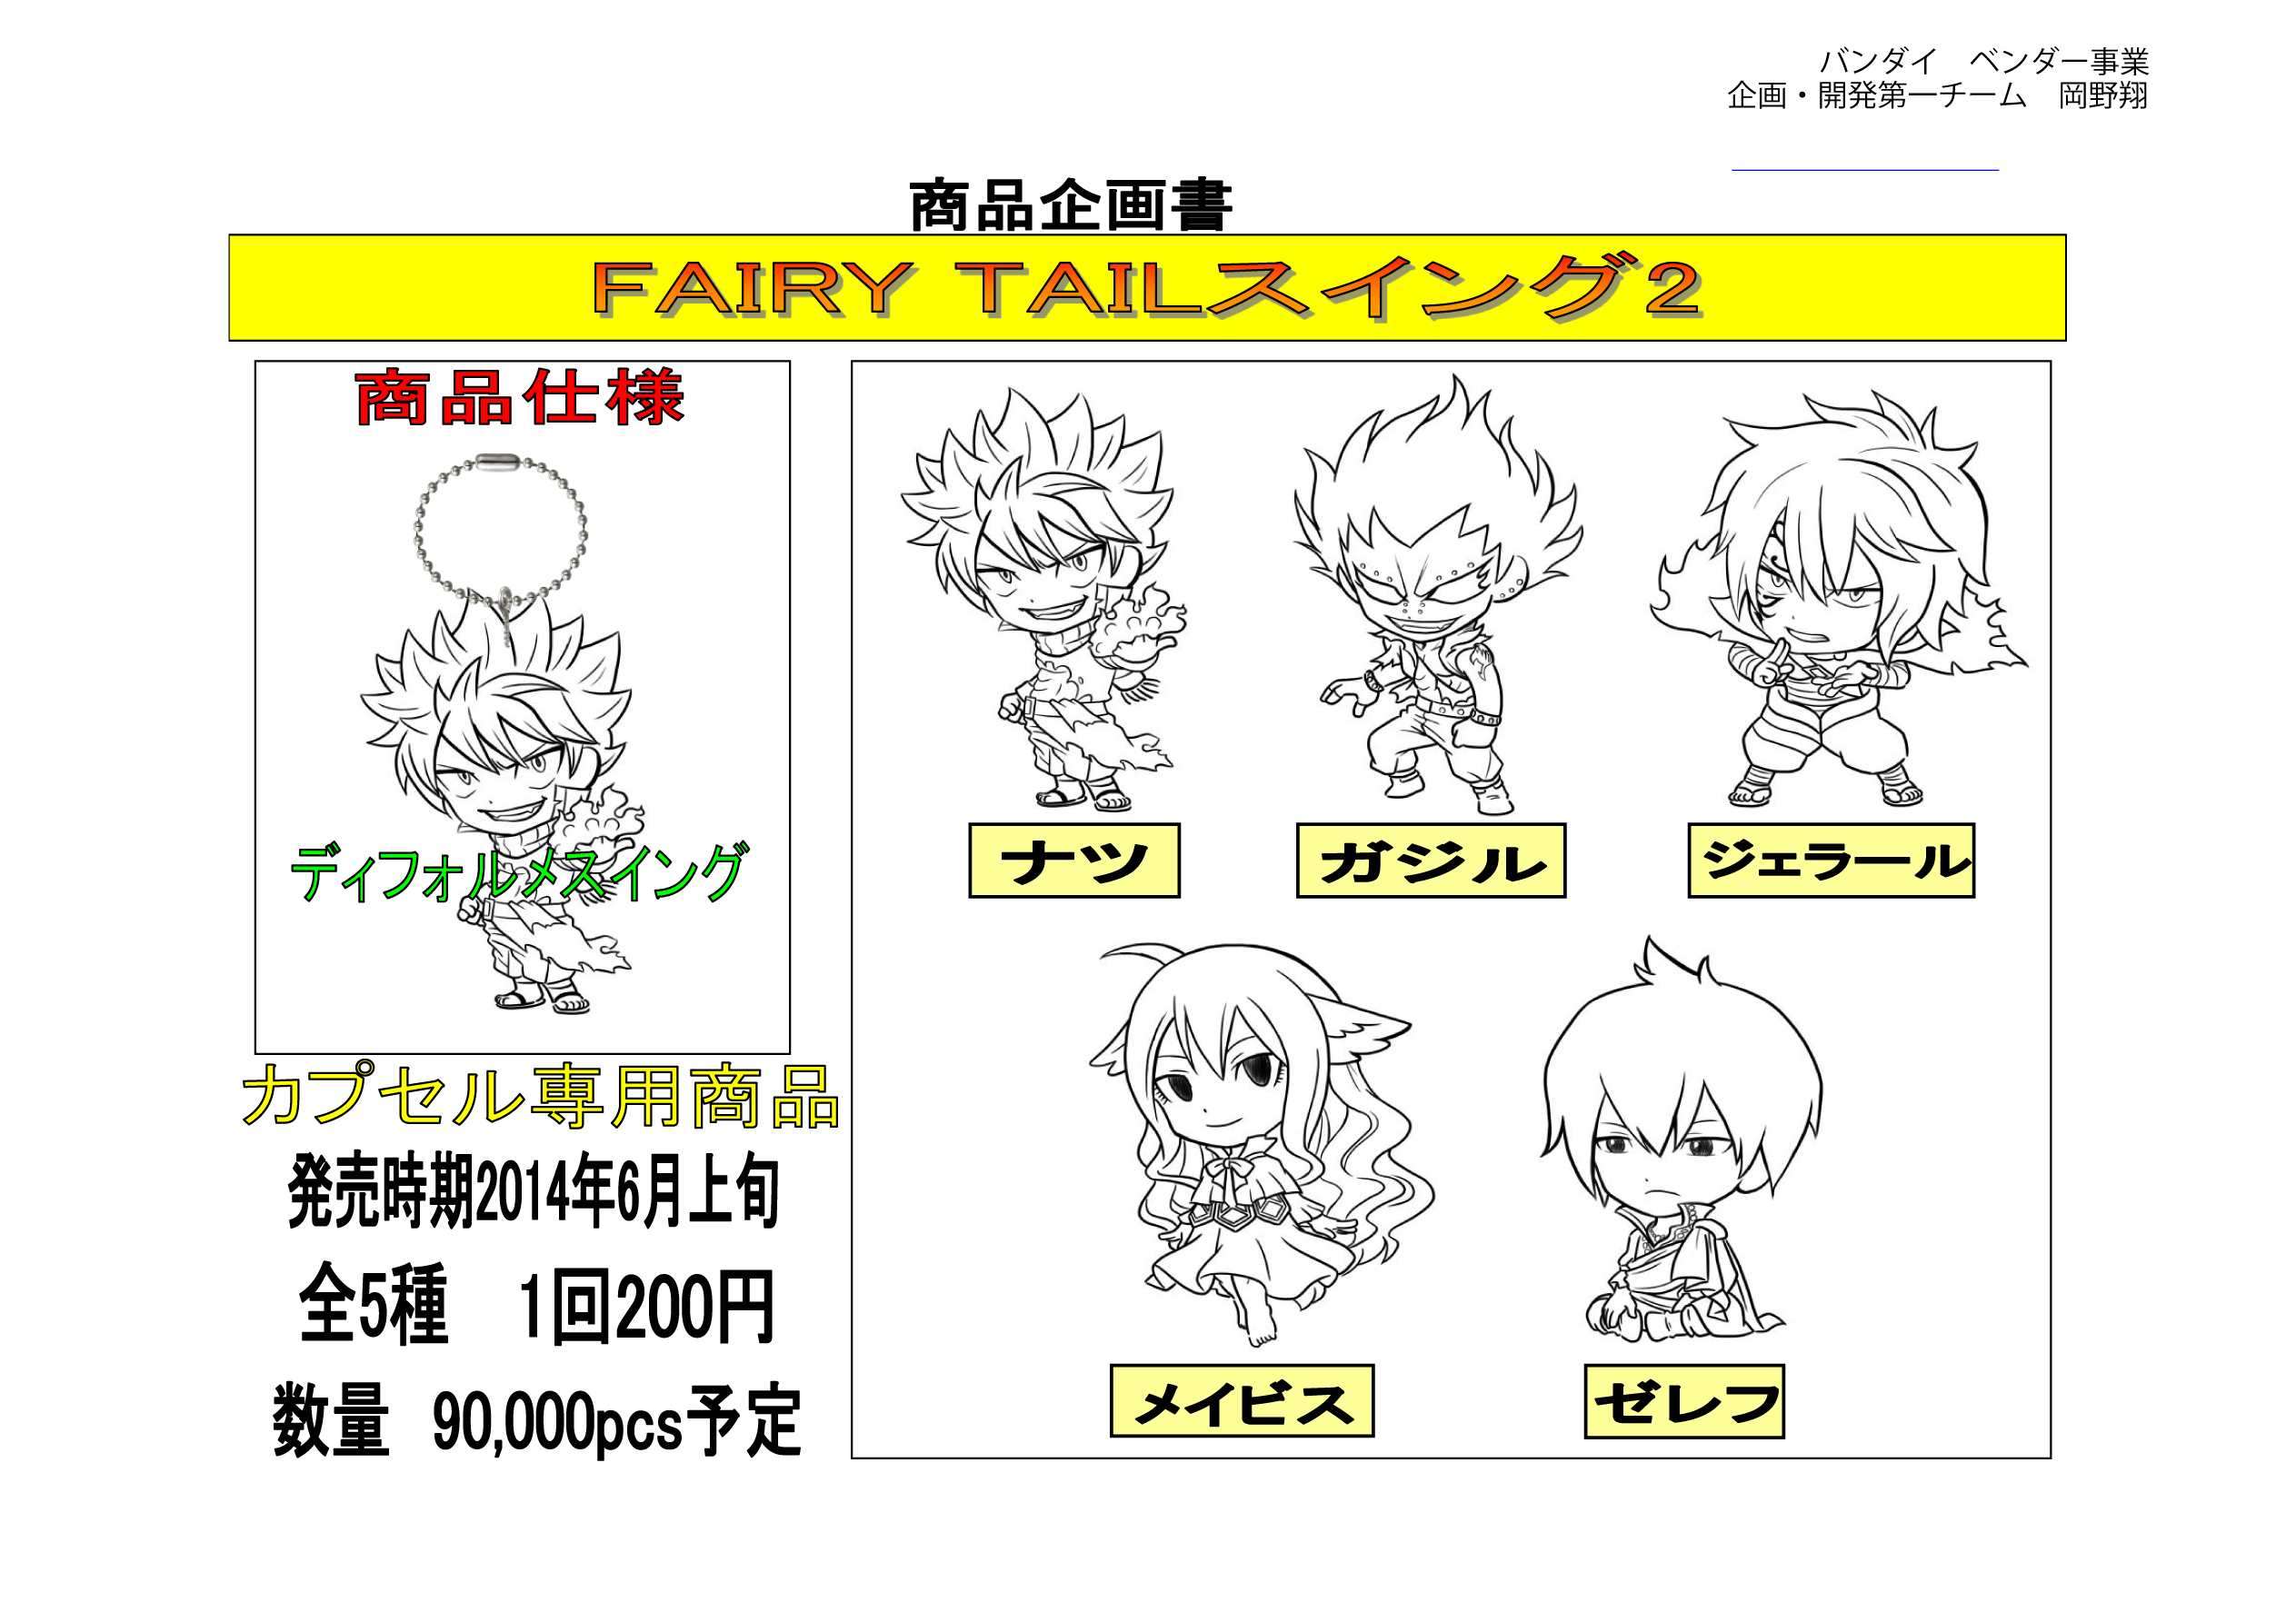 バンダイ　ベンダー事業
企画・開発第一チーム　岡野翔
商品企画書
FAIRY TAILスイング2
商品仕様
ディフォルメスイング
カプセル専用商品
発売時期2014年6月上旬
全5種　1回200円
数量　90,000pcs予定
ナツ
ガジル
ジェラール
メイビス
ゼレフ